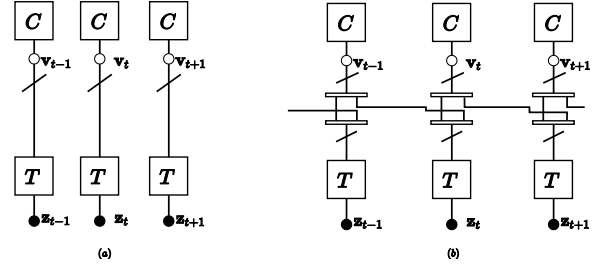 C C C C C C
v_{t-1} v_t v_{t+1} v_{t-1} v_t v_{t+1}
T T T T T T
z_{t-1} z_t z_{t+1} z_{t-1} z_t z_{t+1}
(a) (b)